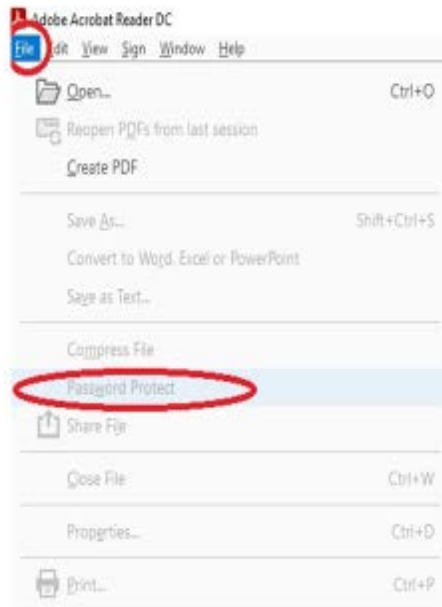 Adobe Acrobat Reader DC
File Edit View Sign Window Help
Open... Ctrl+O
Reopen PDFs from last session
Create PDF
Save As... Shift+Ctrl+S
Convert to Word, Excel or PowerPoint
Save as Text...
Compress File
Password Protect
Share File
Close File Ctrl+W
Properties... Ctrl+D
Print... Ctrl+P